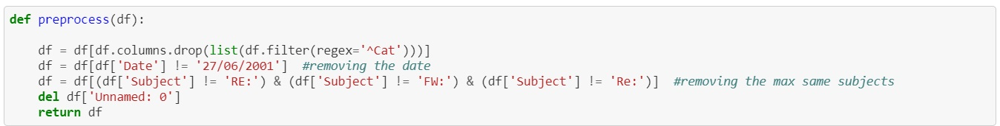 def preprocess(df):
    df = df[df.columns.drop(list(df.filter(regex='^Cat')))]
    df = df[df['Date'] != '27/06/2001']  #removing the date
    df = df[(df['Subject'] != 'RE:') & (df['Subject'] != 'FW:') & (df['Subject'] != 'Re:')]  #removing the max same subjects
    del df['Unnamed: 0']
    return df